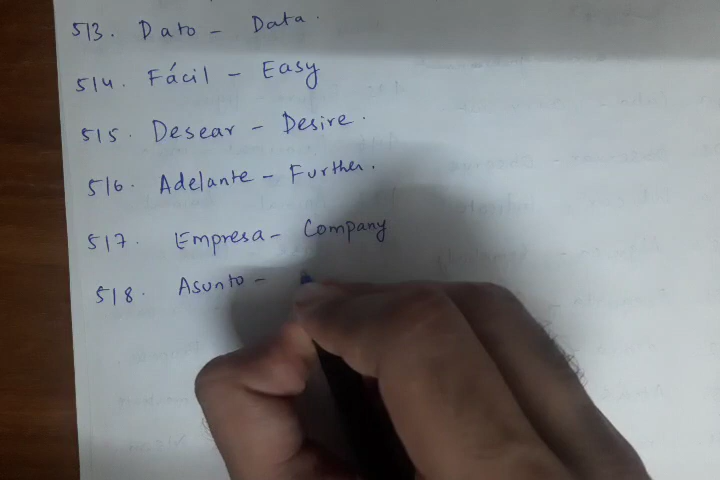 513. Dato - Data.
514. Fácil - Easy
515. Desear - Desire.
516. Adelante - Further.
517. Empresa - Company
518. Asunto -